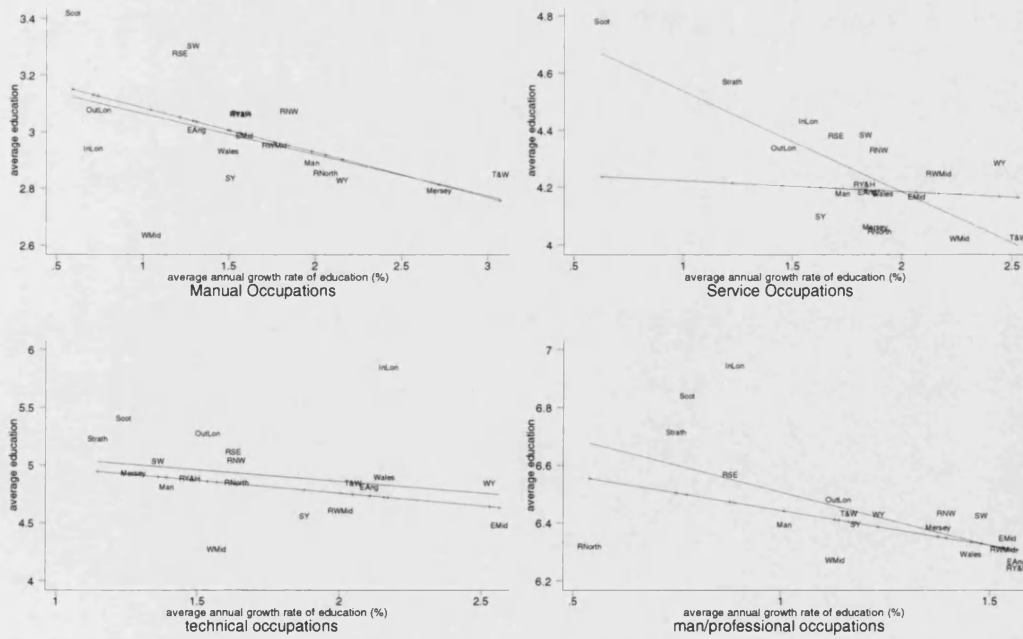 average education
3.4
3.2
3
2.8
2.6
Scot
SW
RSE
OutLon
RNW
EAng
EMid
InLon
Wales
RWMid
Man
SY
RNorth
WY
T&W
Mersey
WMid
.5
1
1.5
2
2.5
3
average annual growth rate of education (%)
Manual Occupations
average education
4.8
4.6
4.4
4.2
4
Scot
Strath
InLon
RSE
SW
OutLon
RNW
WY
RWMid
RY&H
Man
EAng
Wales
EMid
SY
Mersey
RNorth
WMid
T&W
1
1.5
2
2.5
average annual growth rate of education (%)
Service Occupations
average education
6
5.5
5
4.5
4
InLon
Scot
Strath
OutLon
RSE
SW
RNW
Mersey
RY&H
Man
RNorth
T&W
EAng
Wales
WY
SY
RWMid
EMid
WMid
1
1.5
2
2.5
average annual growth rate of education (%)
technical occupations
average education
7
6.8
6.6
6.4
6.2
InLon
Scot
Strath
RSE
OutLon
T&W
WY
SY
Man
RNW
SW
Mersey
EMid
RNorth
WMid
Wales
RWMid
EAng
.5
1
1.5
average annual growth rate of education (%)
man/professional occupations